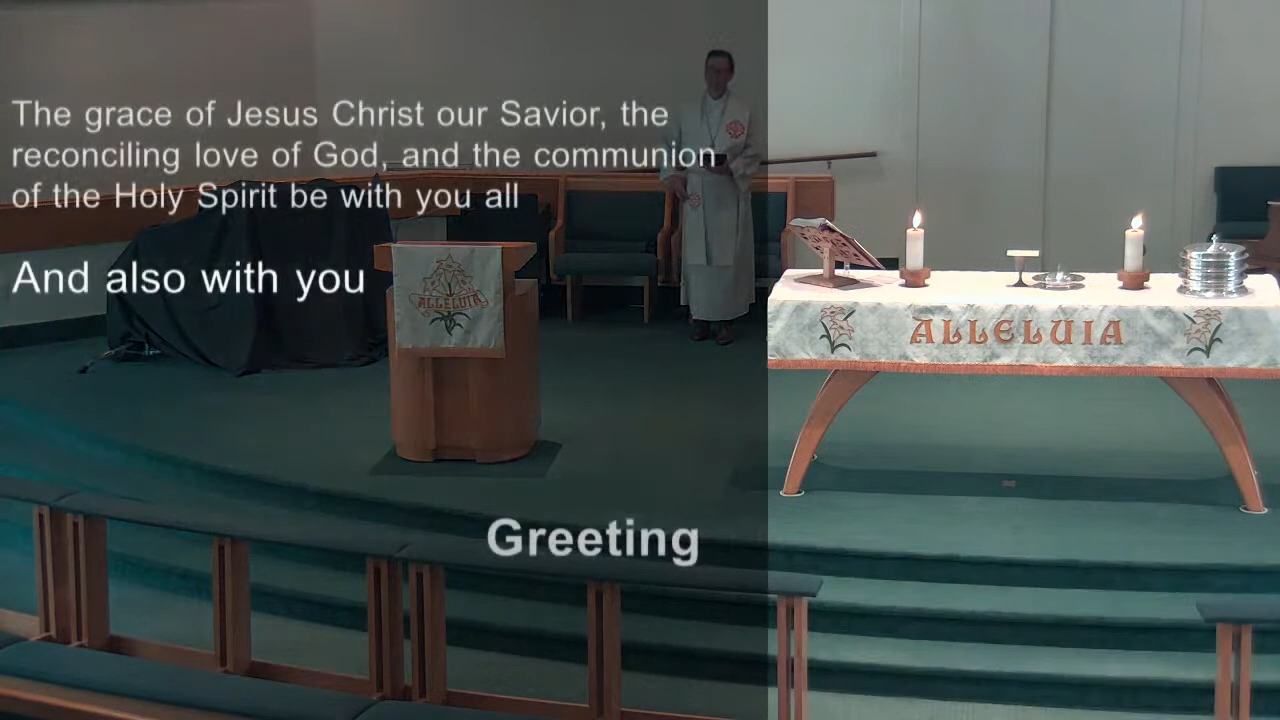 The grace of Jesus Christ our Savior, the
reconciling love of God, and the communion
of the Holy Spirit be with you all
And also with you
ALLELUIA
ALLELUIA
Greeting